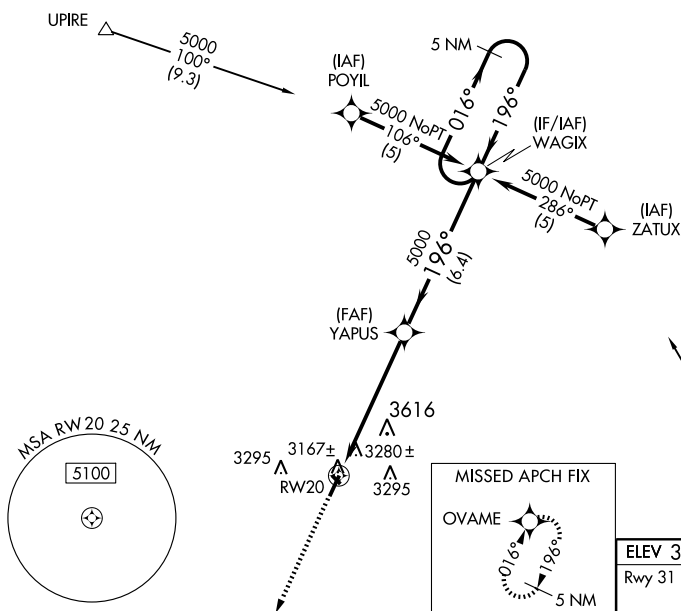 UPIRE
5000
100°
(9.3)
(IAF)
POYIL
5000 NoPT
106°
(5)
5 NM
016°
196°
(IF/IAF)
WAGIX
5000 NoPT
286°
(5)
(IAF)
ZATUX
5000
196°
(6.4)
(FAF)
YAPUS
3616
3295
3167±
3280±
RW20
3295
MSA RW20 25 NM
5100
MISSED APCH FIX
OVAME
016°
196°
5 NM
ELEV 3
Rwy 31